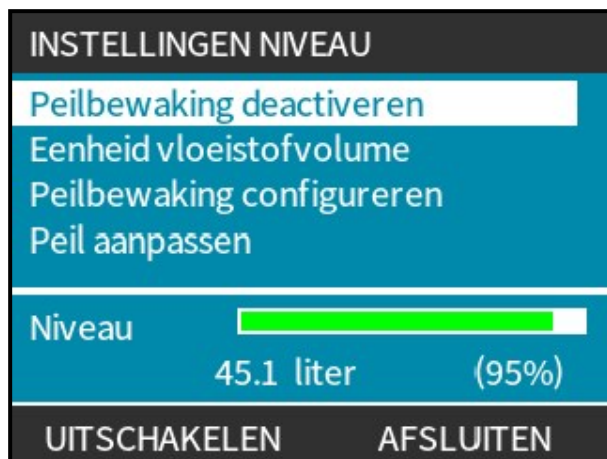 INSTELLINGEN NIVEAU
Peilbewaking deactiveren
Eenheid vloeistofvolume
Peilbewaking configureren
Peil aanpassen
Niveau
45.1 liter (95%)
UITSCHAKELEN AFSLUITEN